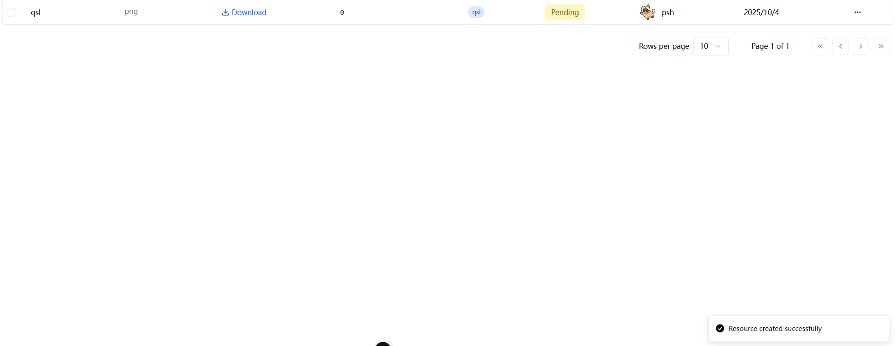 qsl png Download 0 qsl Pending psh 2025/10/4 ···
Rows per page 10 Page 1 of 1 « ‹ › »
Resource created successfully